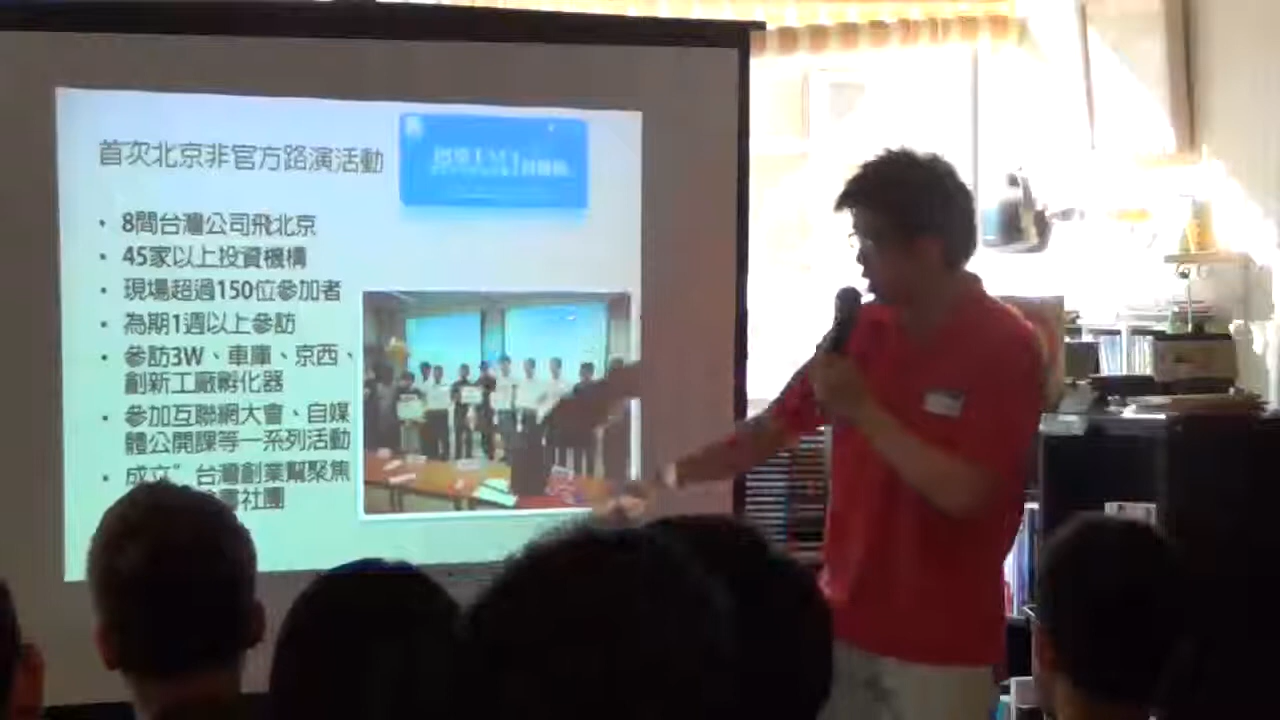 首次北京非官方路演活動
• 8間台灣公司飛北京
• 45家以上投資機構
• 現場超過150位參加者
• 為期1週以上參訪
• 參訪3W、車庫、京西、
創新工廠孵化器
• 參加互聯網大會、自媒
體公開課等一系列活動
• 成立"台灣創業幫聚焦
書社團